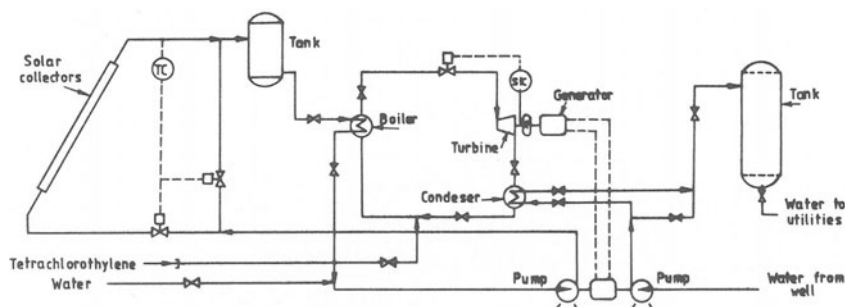 Solar
collectors
TC
Tank
Boiler
SC
Generator
Turbine
Condeser
Tank
Water to
utilities
Tetrachlorothylene
Water
Pump
Pump
Water from
well